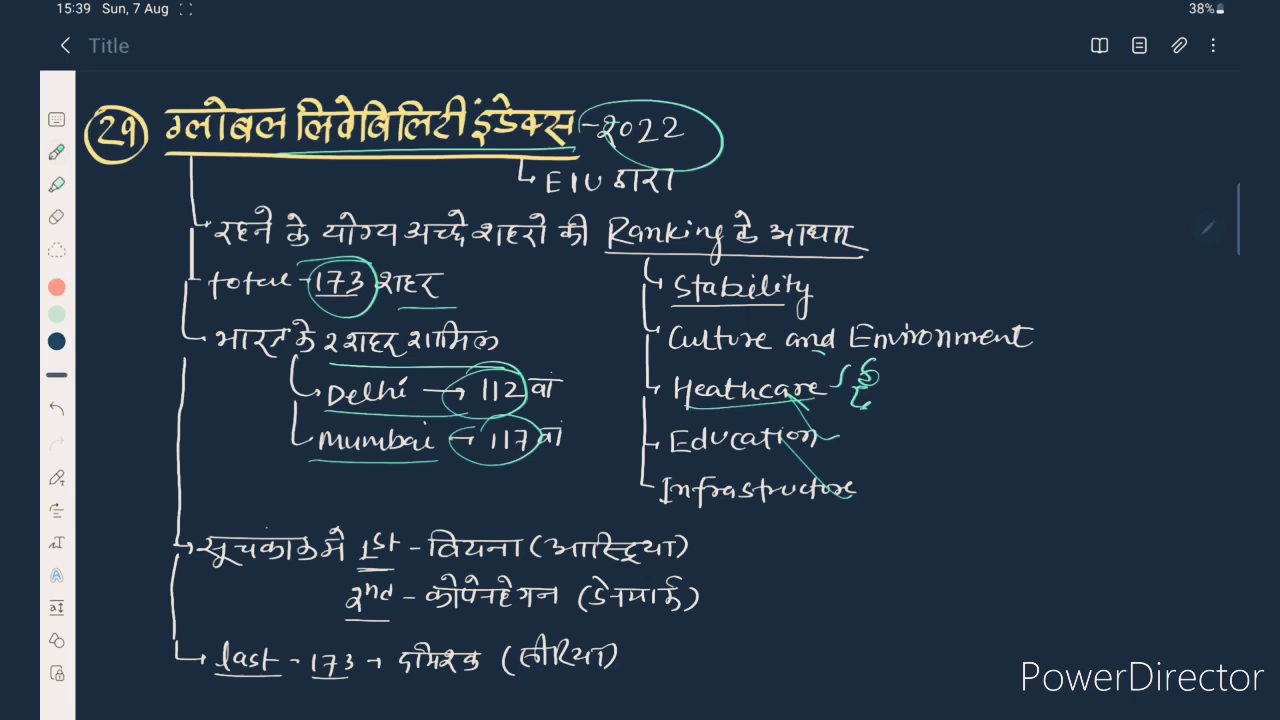 15:39 Sun, 7 Aug
38%
Title
29 ग्लोबल लिवेबिलिटी इंडेक्स - 2022
EIU द्वारा
रहने के योग्य अच्छे शहरो की Ranking के आधार
total - 173 शहर
Stability
भारत के 2 शहर शामिल
Culture and Environment
Delhi → 112 वां
Heathcare
Mumbai → 117 वां
Education
Infrastructure
सूचकांक में 1st - वियना (आस्ट्रिया)
2nd - कोपेनहेगन (डेनमार्क)
last - 173 → दमिश्क (सीरिया)
PowerDirector